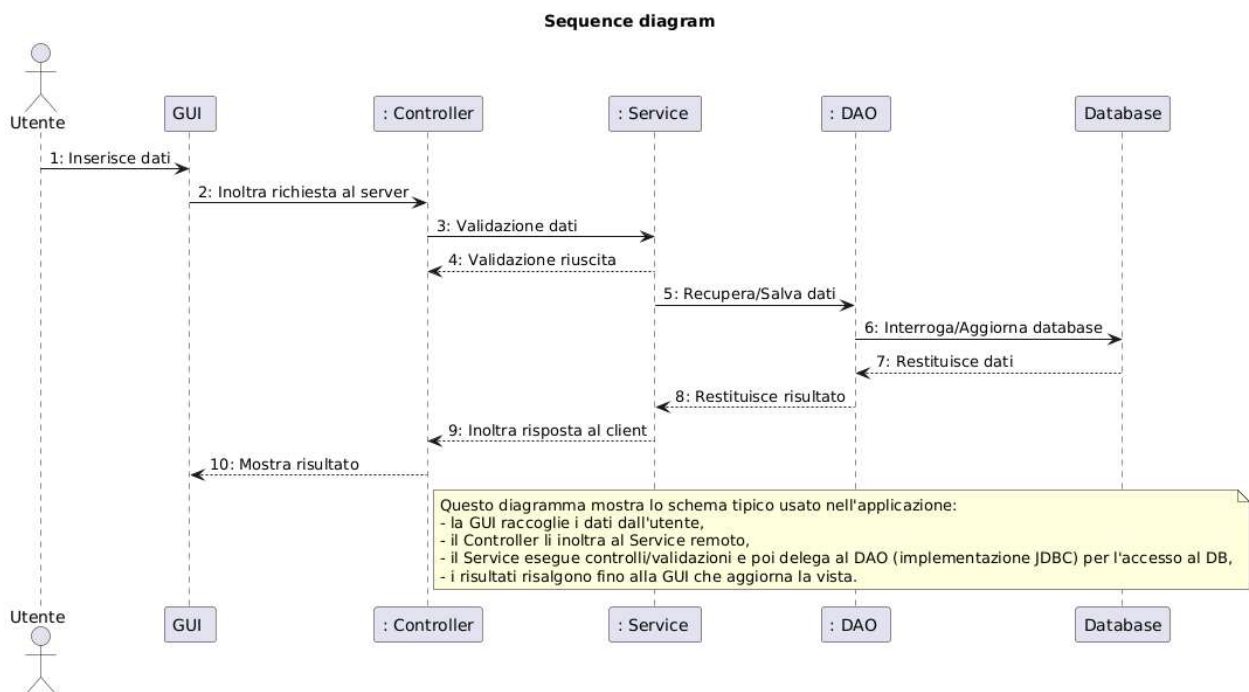 Sequence diagram
Utente
GUI
: Controller
: Service
: DAO
Database
1: Inserisce dati
2: Inoltra richiesta al server
3: Validazione dati
4: Validazione riuscita
5: Recupera/Salva dati
6: Interroga/Aggiorna database
7: Restituisce dati
8: Restituisce risultato
9: Inoltra risposta al client
10: Mostra risultato
Questo diagramma mostra lo schema tipico usato nell'applicazione:
- la GUI raccoglie i dati dall'utente,
- il Controller li inoltra al Service remoto,
- il Service esegue controlli/validazioni e poi delega al DAO (implementazione JDBC) per l'accesso al DB,
- i risultati risalgono fino alla GUI che aggiorna la vista.
Utente
GUI
: Controller
: Service
: DAO
Database